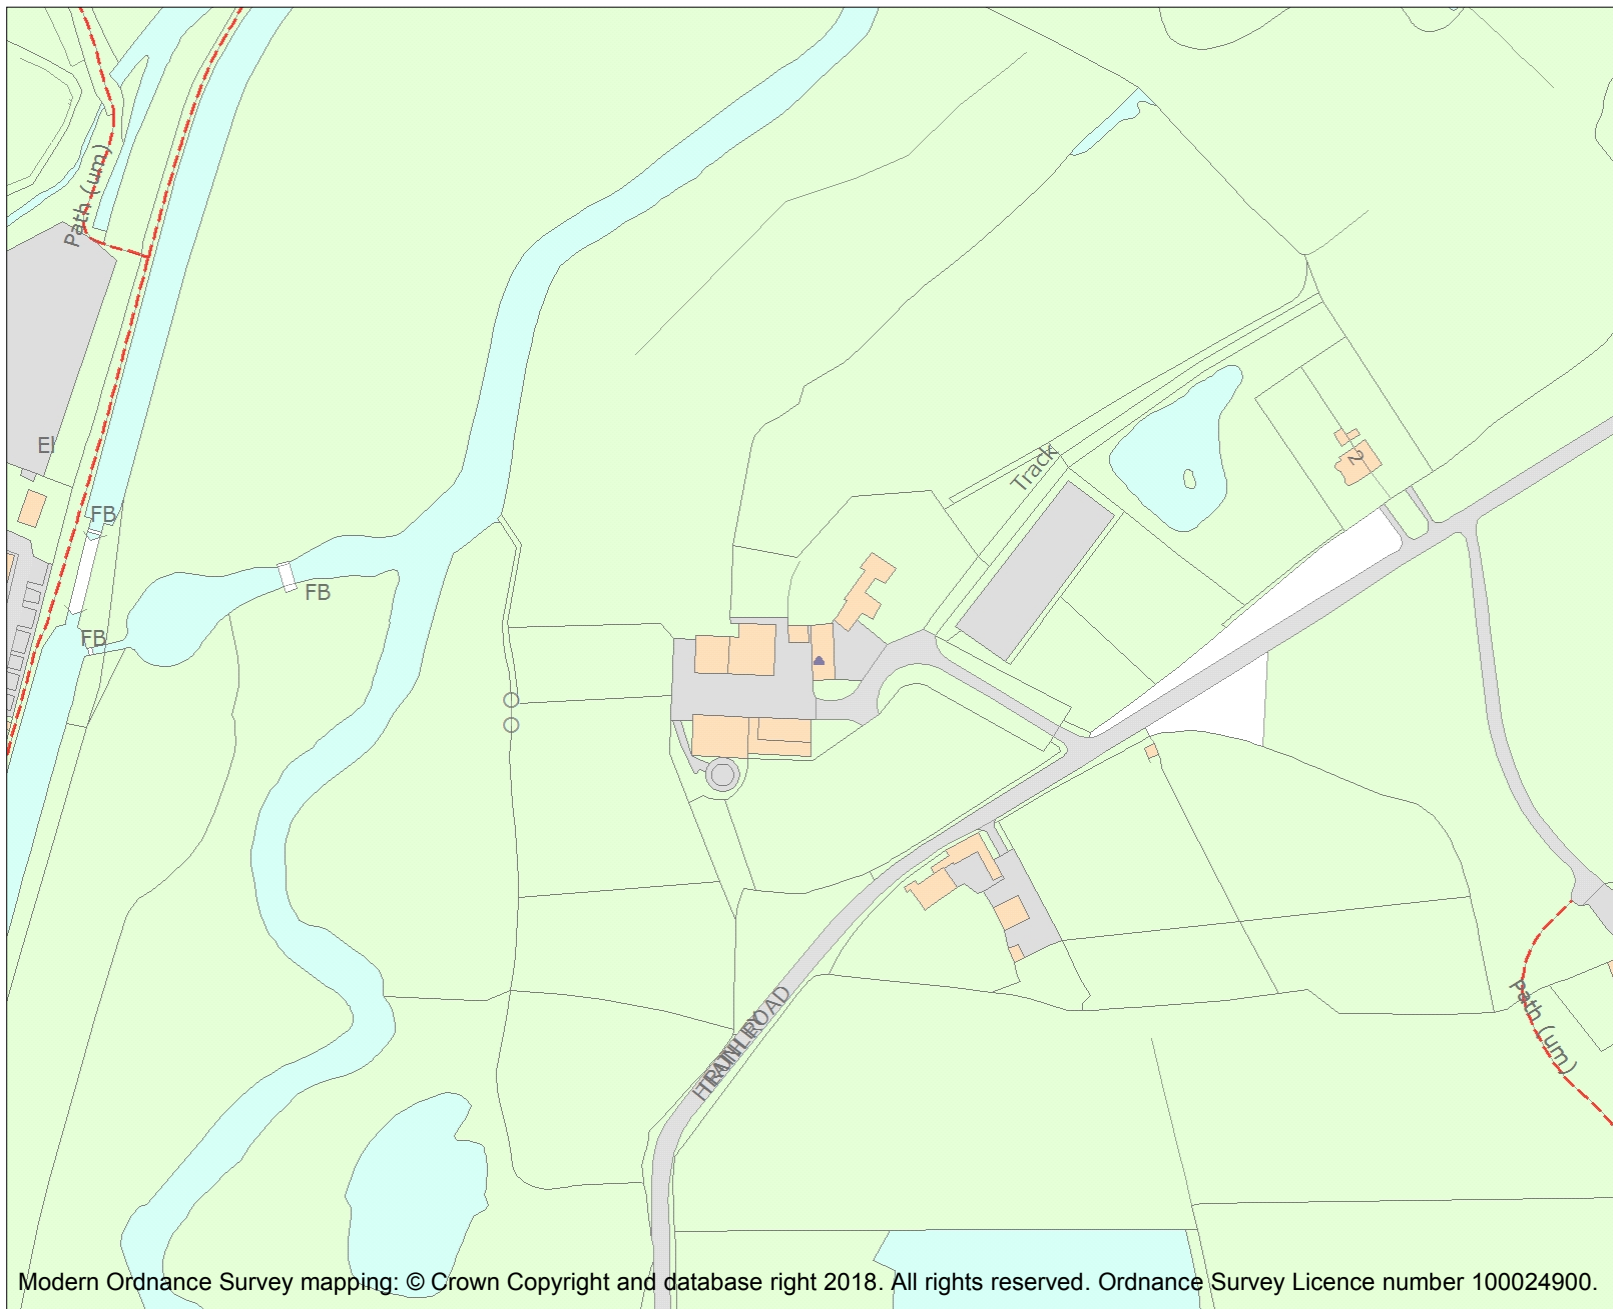 Path (um)
El
FB
FB
FB
Track
2
Path (um)
ROAD
Modern Ordnance Survey mapping: © Crown Copyright and database right 2018. All rights reserved. Ordnance Survey Licence number 100024900.